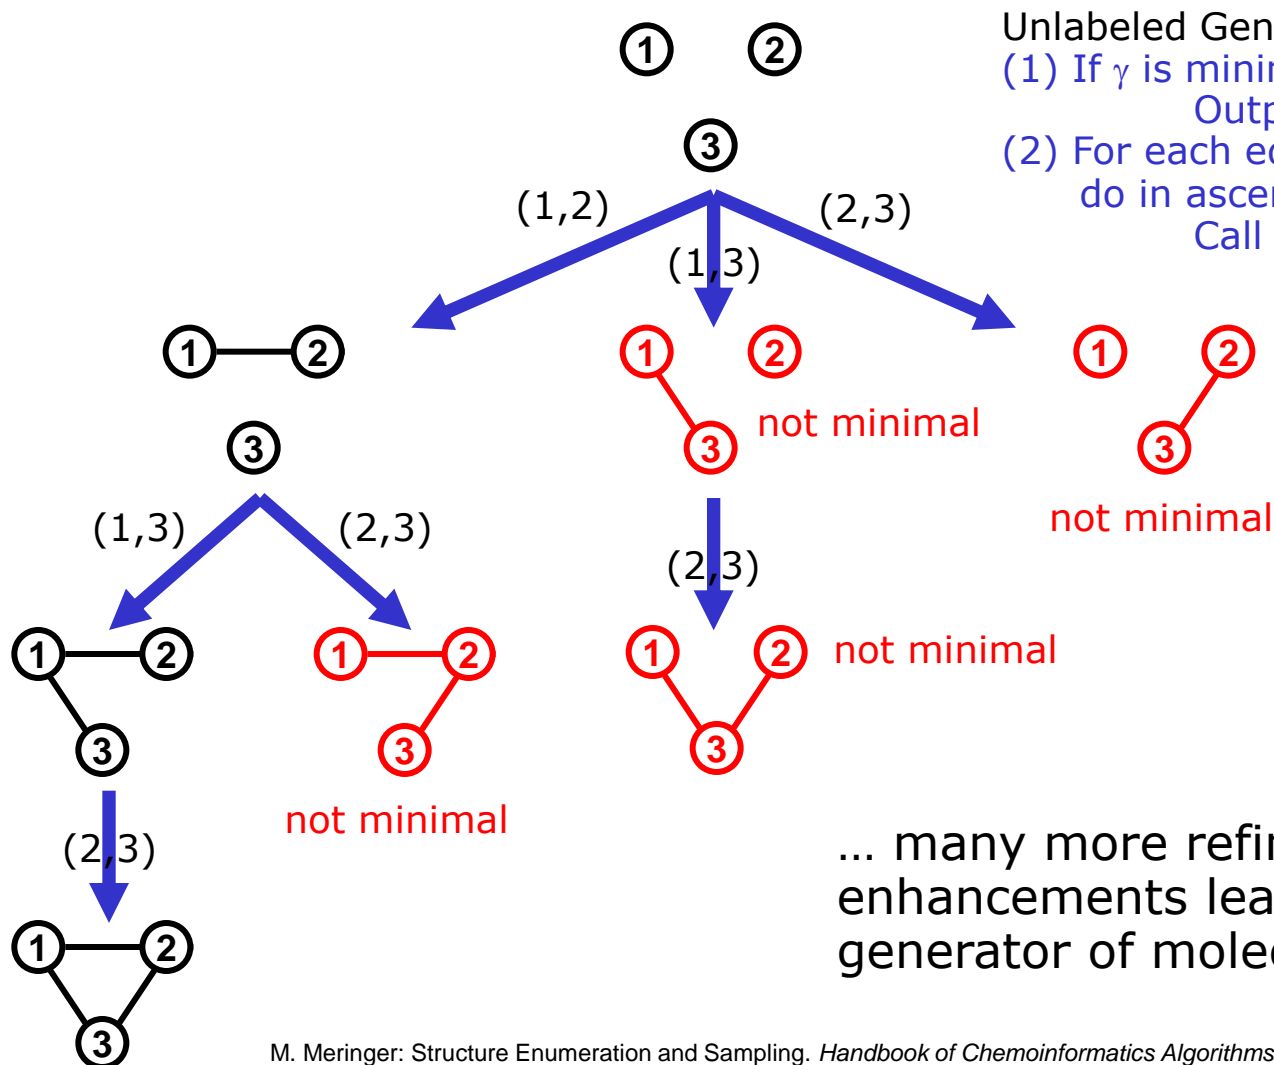 1 2
3
Unlabeled Gen
(1) If γ is minin
Outp
(2) For each ec
do in ascer
Call
(1,2)
(1,3)
(2,3)
1 2
3
1 2
3
not minimal
1 2
3
not minimal
(1,3)
(2,3)
(2,3)
1 2
3
1 2
3
not minimal
1 2
3
not minimal
(2,3)
1 2
3
... many more refin
enhancements lea
generator of molec
M. Meringer: Structure Enumeration and Sampling. Handbook of Chemoinformatics Algorithms